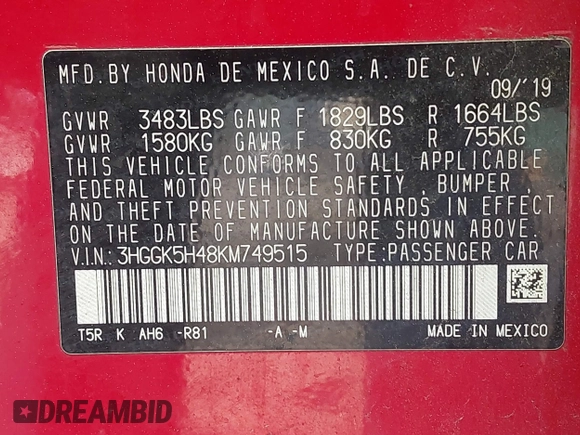 MFD. BY HONDA DE MEXICO S.A. DE C.V.
09/'19
GVWR 3483LBS GAWR F 1829LBS R 1664LBS
GVWR 1580KG GAWR F 830KG R 755KG
THIS VEHICLE CONFORMS TO ALL APPLICABLE
FEDERAL MOTOR VEHICLE SAFETY , BUMPER ,
AND THEFT PREVENTION STANDARDS IN EFFECT
ON THE DATE OF MANUFACTURE SHOWN ABOVE.
V.I.N.: 3HGGK5H48KM749515 TYPE:PASSENGER CAR
T5R K AH6 -R81 -A -M MADE IN MEXICO
DREAMBID